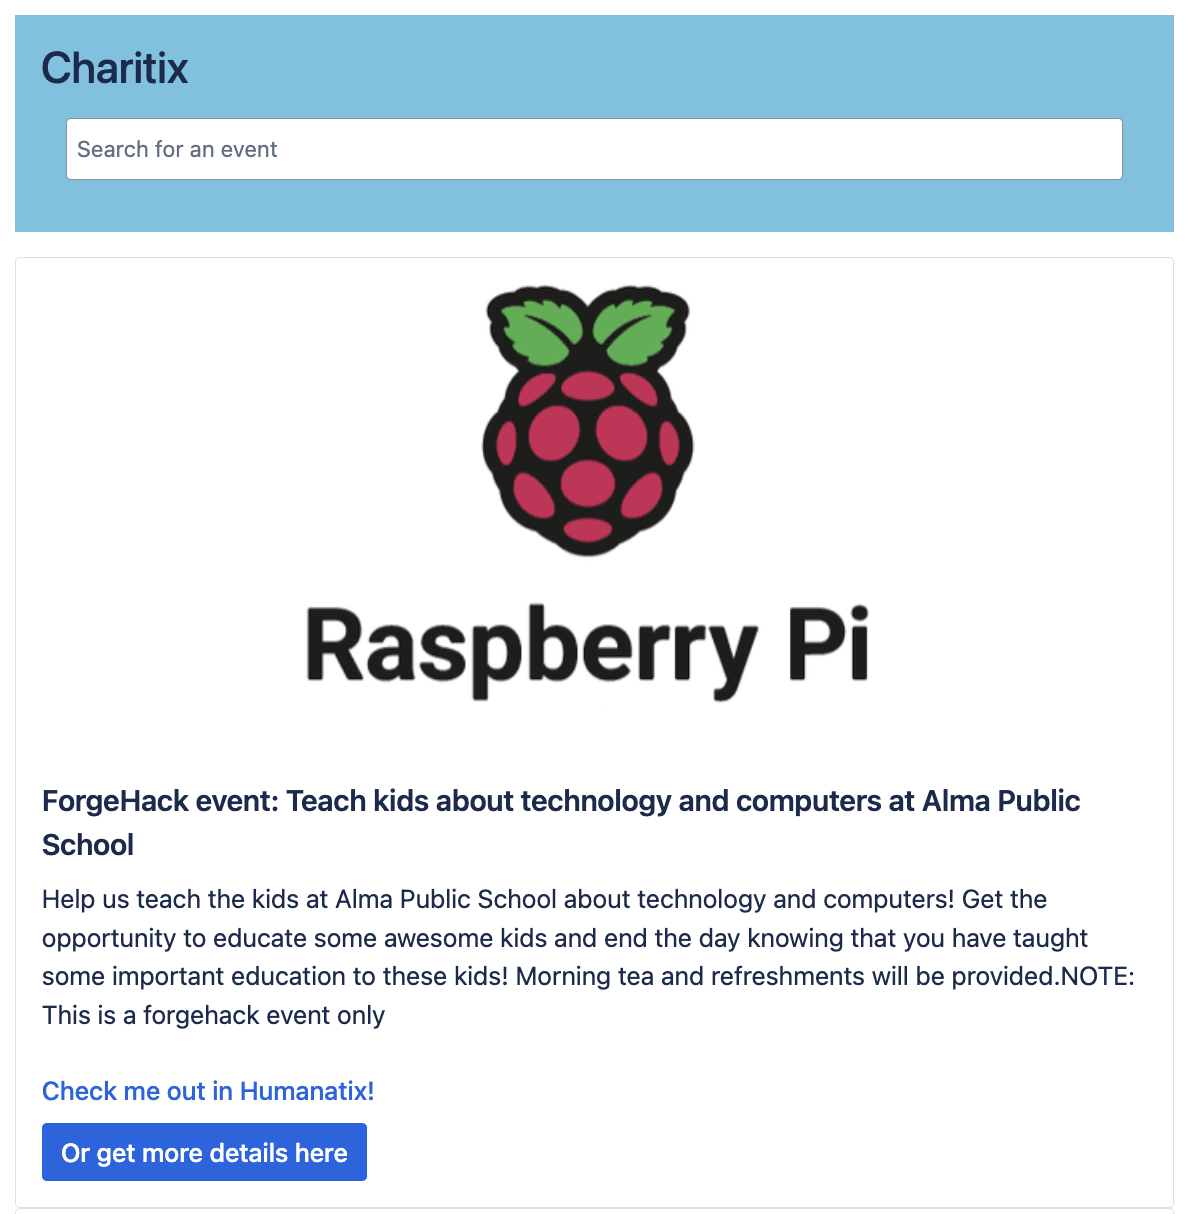 Charitix
Search for an event
Raspberry Pi
ForgeHack event: Teach kids about technology and computers at Alma Public
School
Help us teach the kids at Alma Public School about technology and computers! Get the
opportunity to educate some awesome kids and end the day knowing that you have taught
some important education to these kids! Morning tea and refreshments will be provided.NOTE:
This is a forgehack event only
Check me out in Humanatix!
Or get more details here